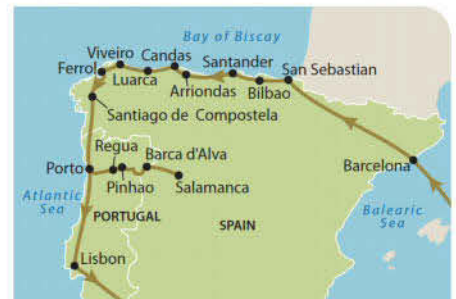 Bay of Biscay
Viveiro
Candas
Santander
Ferrol
Luarca
Arriondas
Bilbao
San Sebastian
Santiago de Compostela
Regua
Barca d'Alva
Porto
Pinhao
Salamanca
Barcelona
Atlantic
Sea
PORTUGAL
SPAIN
Balearic
Sea
Lisbon